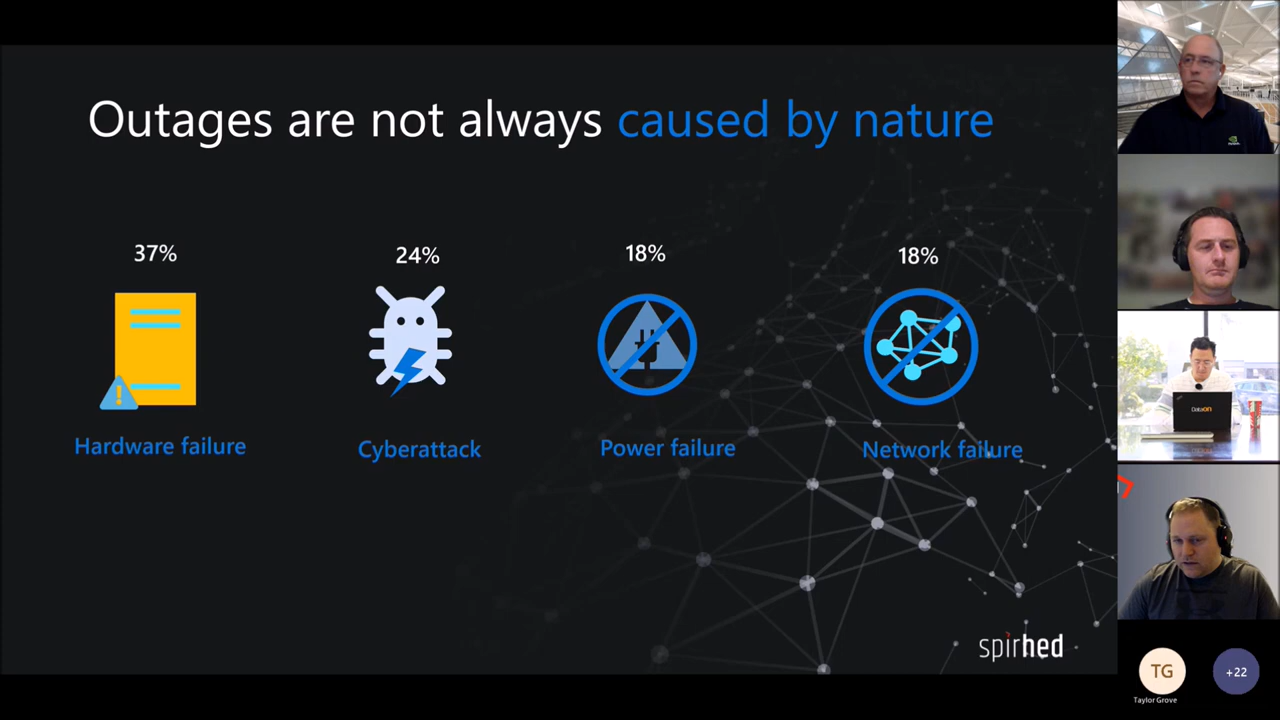 Outages are not always caused by nature
37%
24%
18%
18%
Hardware failure
Cyberattack
Power failure
Network failure
spirhed
DataON
TG
+22
Taylor Grove